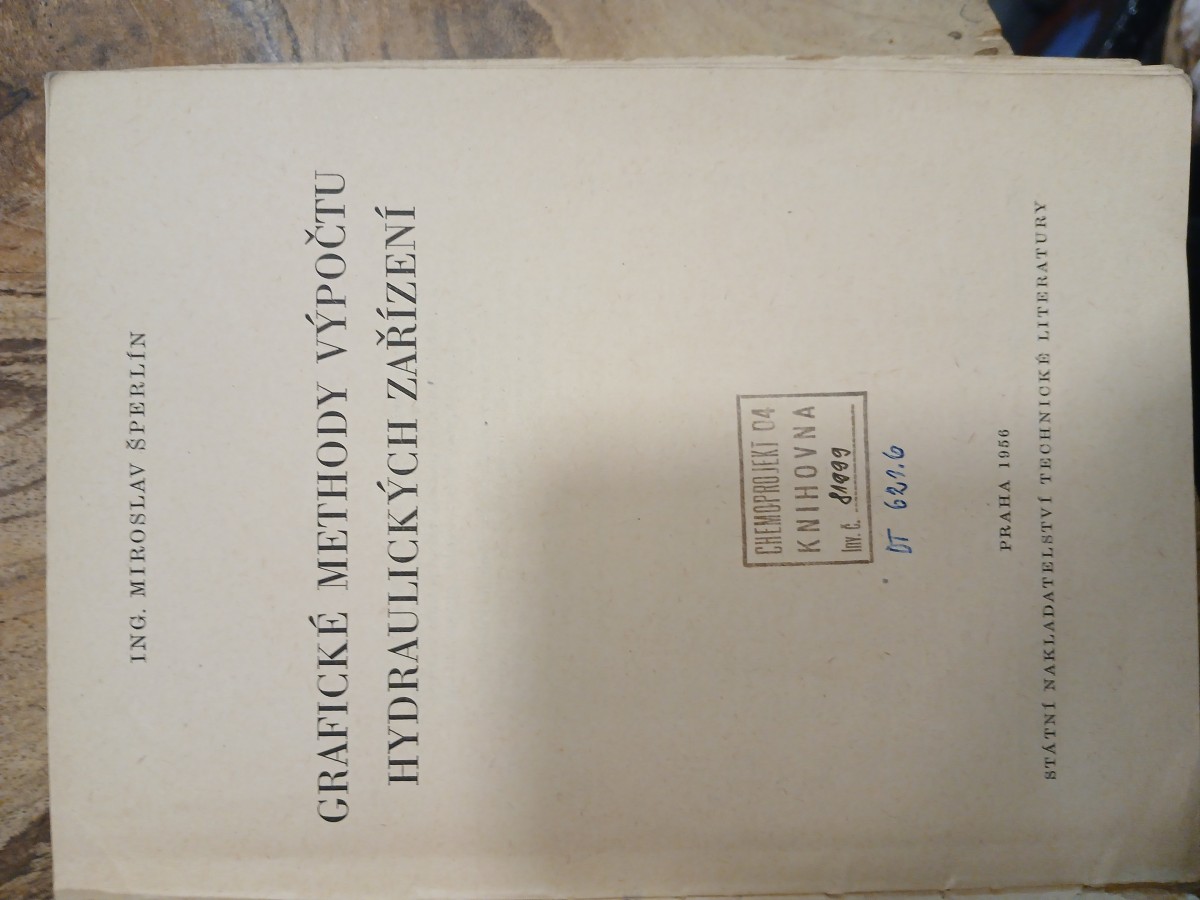 ING. MIROSLAV ŠPERLÍN
GRAFICKÉ METHODY VÝPOČTU
HYDRAULICKÝCH ZAŘÍZENÍ
CHEMOPROJEKT 04
KNIHOVNA
Inv. č. 81999
DT 621.6
PRAHA 1956
STÁTNÍ NAKLADATELSTVÍ TECHNICKÉ LITERATURY